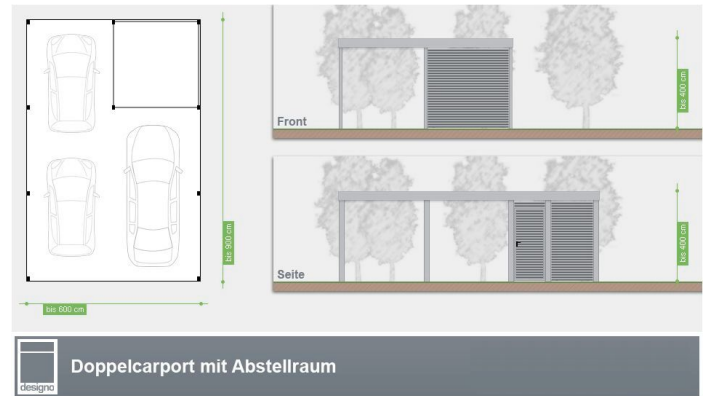 Front
bis 400 cm
bis 900 cm
Seite
bis 400 cm
bis 600 cm
designo
Doppelcarport mit Abstellraum